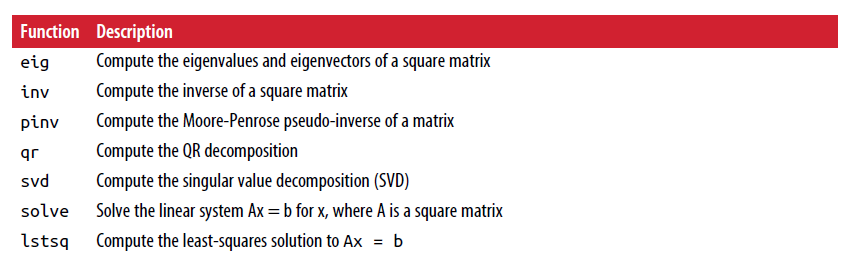 Function Description
eig Compute the eigenvalues and eigenvectors of a square matrix
inv Compute the inverse of a square matrix
pinv Compute the Moore-Penrose pseudo-inverse of a matrix
qr Compute the QR decomposition
svd Compute the singular value decomposition (SVD)
solve Solve the linear system Ax = b for x, where A is a square matrix
lstsq Compute the least-squares solution to Ax = b